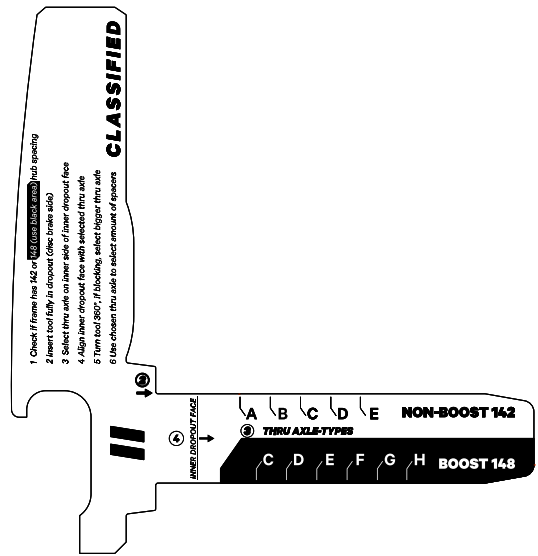 CLASSIFIED
1 Check if frame has 142 or 148 (use black area) hub spacing
2 Insert tool fully in dropout (disc brake side)
3 Select thru axle on inner side of inner dropout face
4 Align inner dropout face with selected thru axle
5 Turn tool 360°, if blocking, select bigger thru axle
6 Use chosen thru axle to select amount of spacers
2
4
INNER DROPOUT FACE
A B C D E NON-BOOST 142
3 THRU AXLE-TYPES
C D E F G H BOOST 148